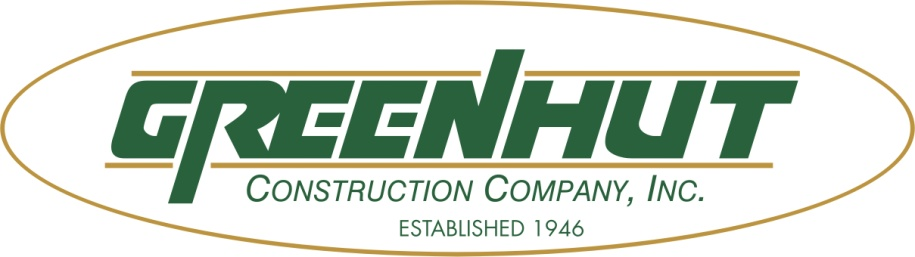 GREENHUT
CONSTRUCTION COMPANY, INC.
ESTABLISHED 1946